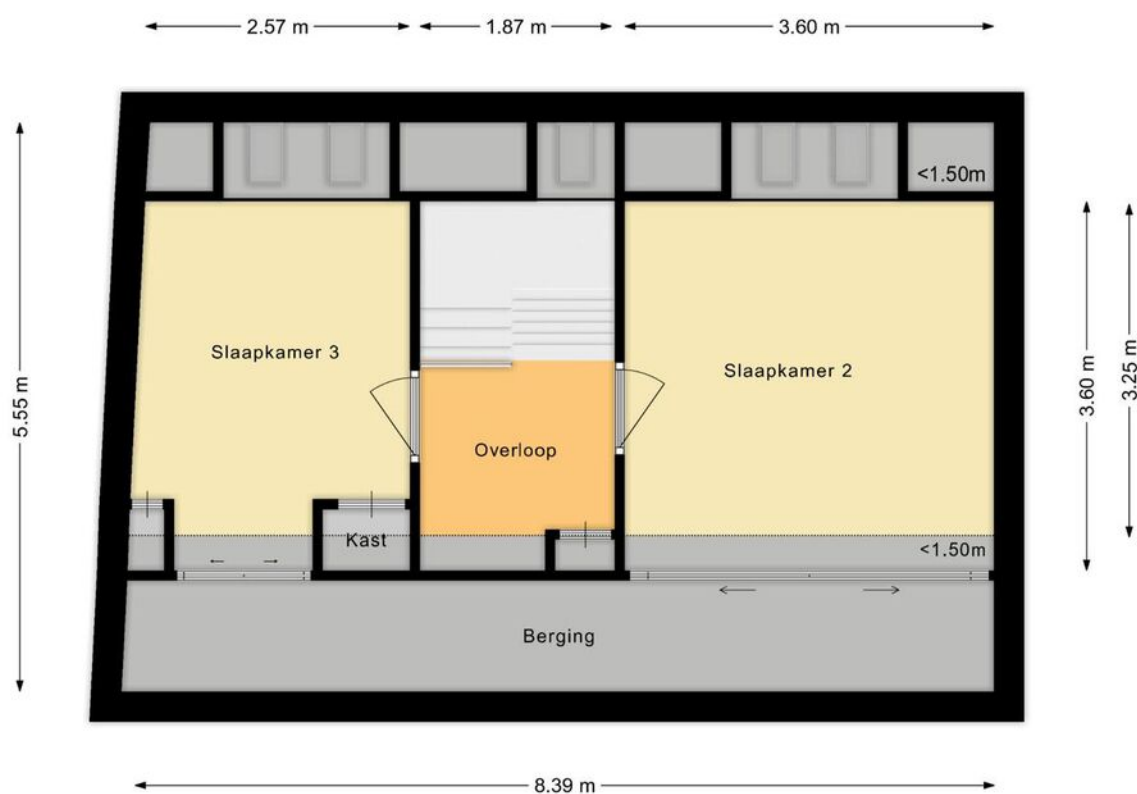 2.57 m
1.87 m
3.60 m
<1.50m
Slaapkamer 3
Slaapkamer 2
5.55 m
3.60 m
3.25 m
Overloop
Kast
<1.50m
Berging
8.39 m